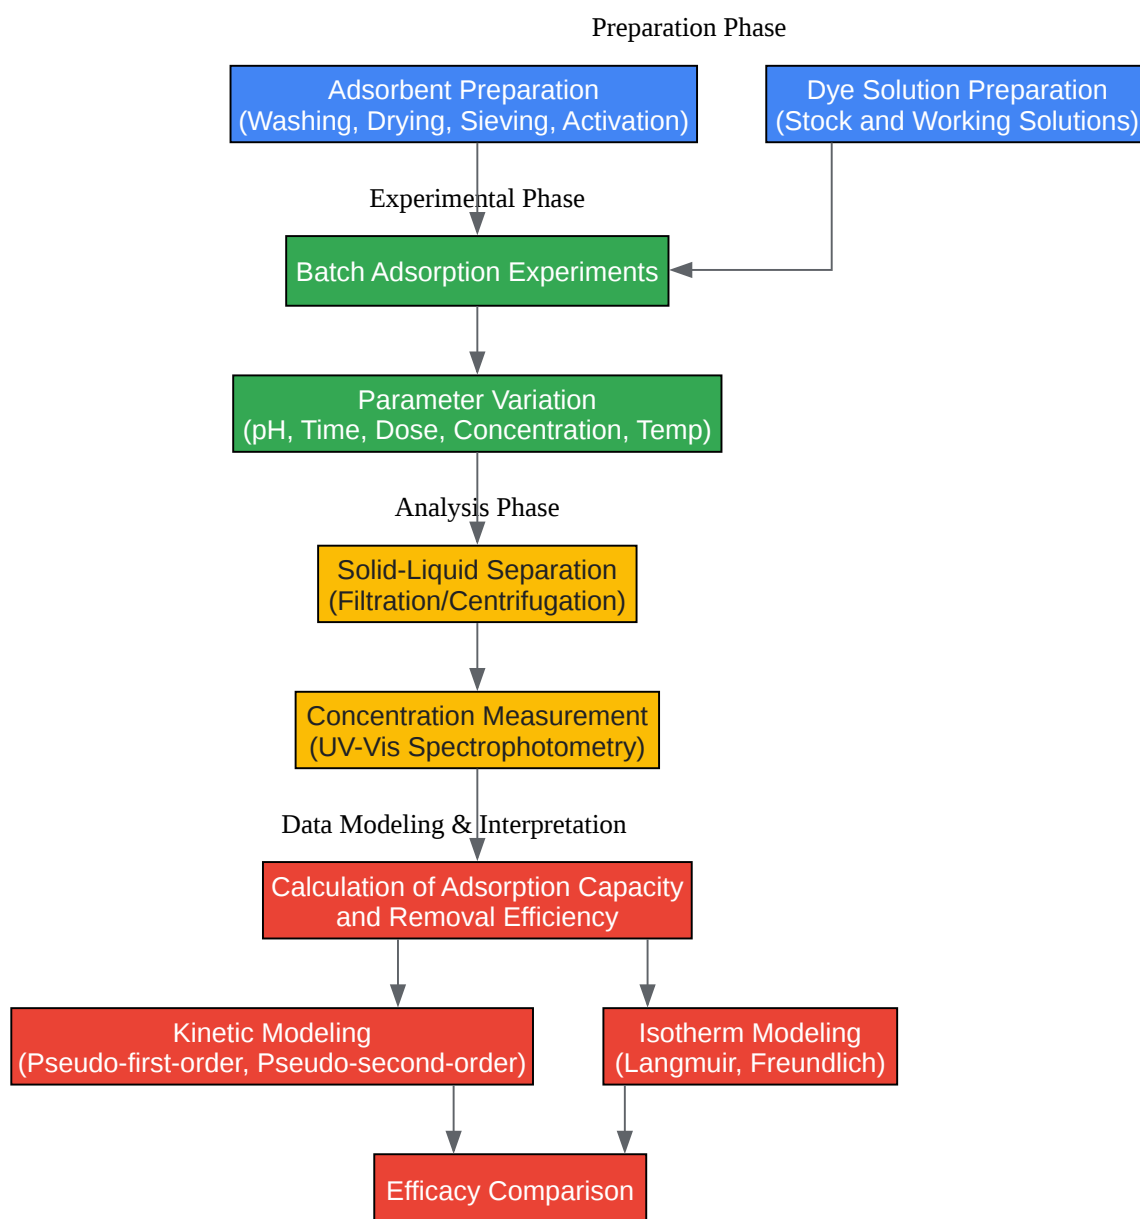 Preparation Phase
Adsorbent Preparation
(Washing, Drying, Sieving, Activation)
Dye Solution Preparation
(Stock and Working Solutions)
Experimental Phase
Batch Adsorption Experiments
Parameter Variation
(pH, Time, Dose, Concentration, Temp)
Analysis Phase
Solid-Liquid Separation
(Filtration/Centrifugation)
Concentration Measurement
(UV-Vis Spectrophotometry)
Data Modeling & Interpretation
Calculation of Adsorption Capacity
and Removal Efficiency
Kinetic Modeling
(Pseudo-first-order, Pseudo-second-order)
Isotherm Modeling
(Langmuir, Freundlich)
Efficacy Comparison